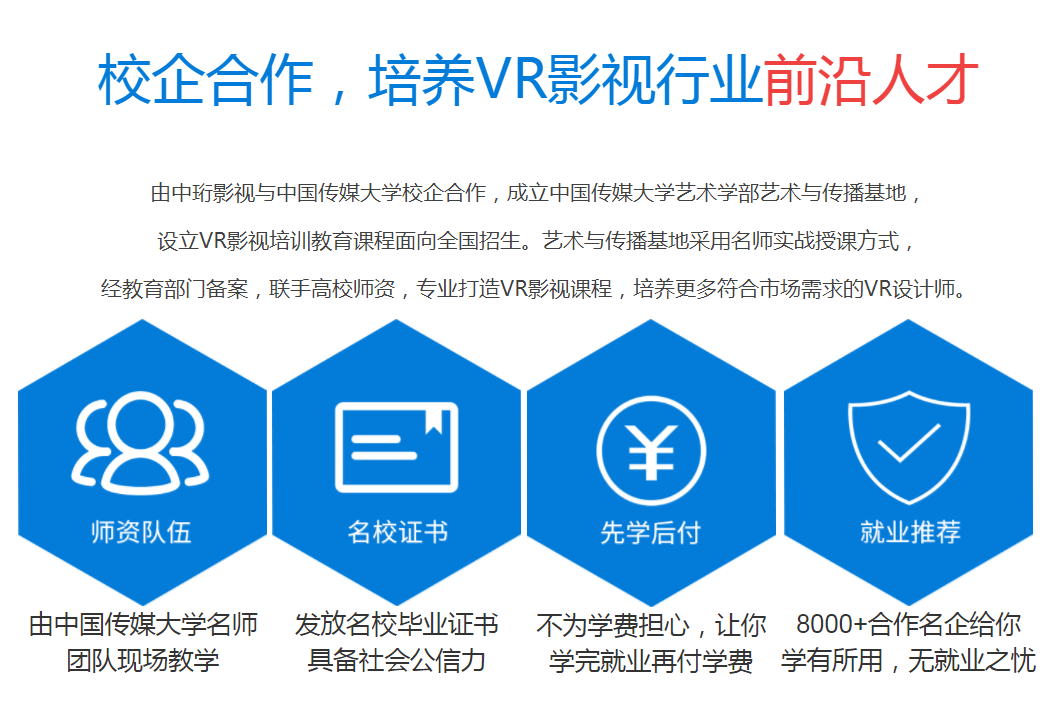 校企合作，培养VR影视行业前沿人才
由中珩影视与中国传媒大学校企合作，成立中国传媒大学艺术学部艺术与传播基地，
设立VR影视培训教育课程面向全国招生。艺术与传播基地采用名师实战授课方式，
经教育部门备案，联手高校师资，专业打造VR影视课程，培养更多符合市场需求的VR设计师。
师资队伍
名校证书
先学后付
就业推荐
由中国传媒大学名师
团队现场教学
发放名校毕业证书
具备社会公信力
不为学费担心，让你
学完就业再付学费
8000+合作名企给你
学有所用，无就业之忧